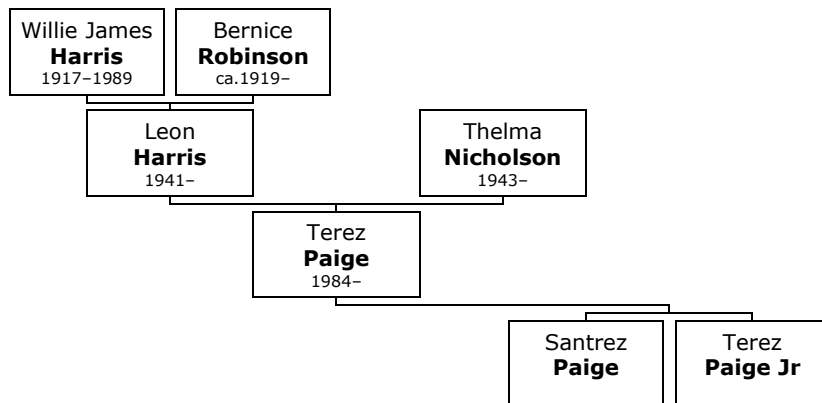 Willie James
Harris
1917–1989
Bernice
Robinson
ca.1919–
Leon
Harris
1941–
Thelma
Nicholson
1943–
Terez
Paige
1984–
Santrez
Paige
Terez
Paige Jr